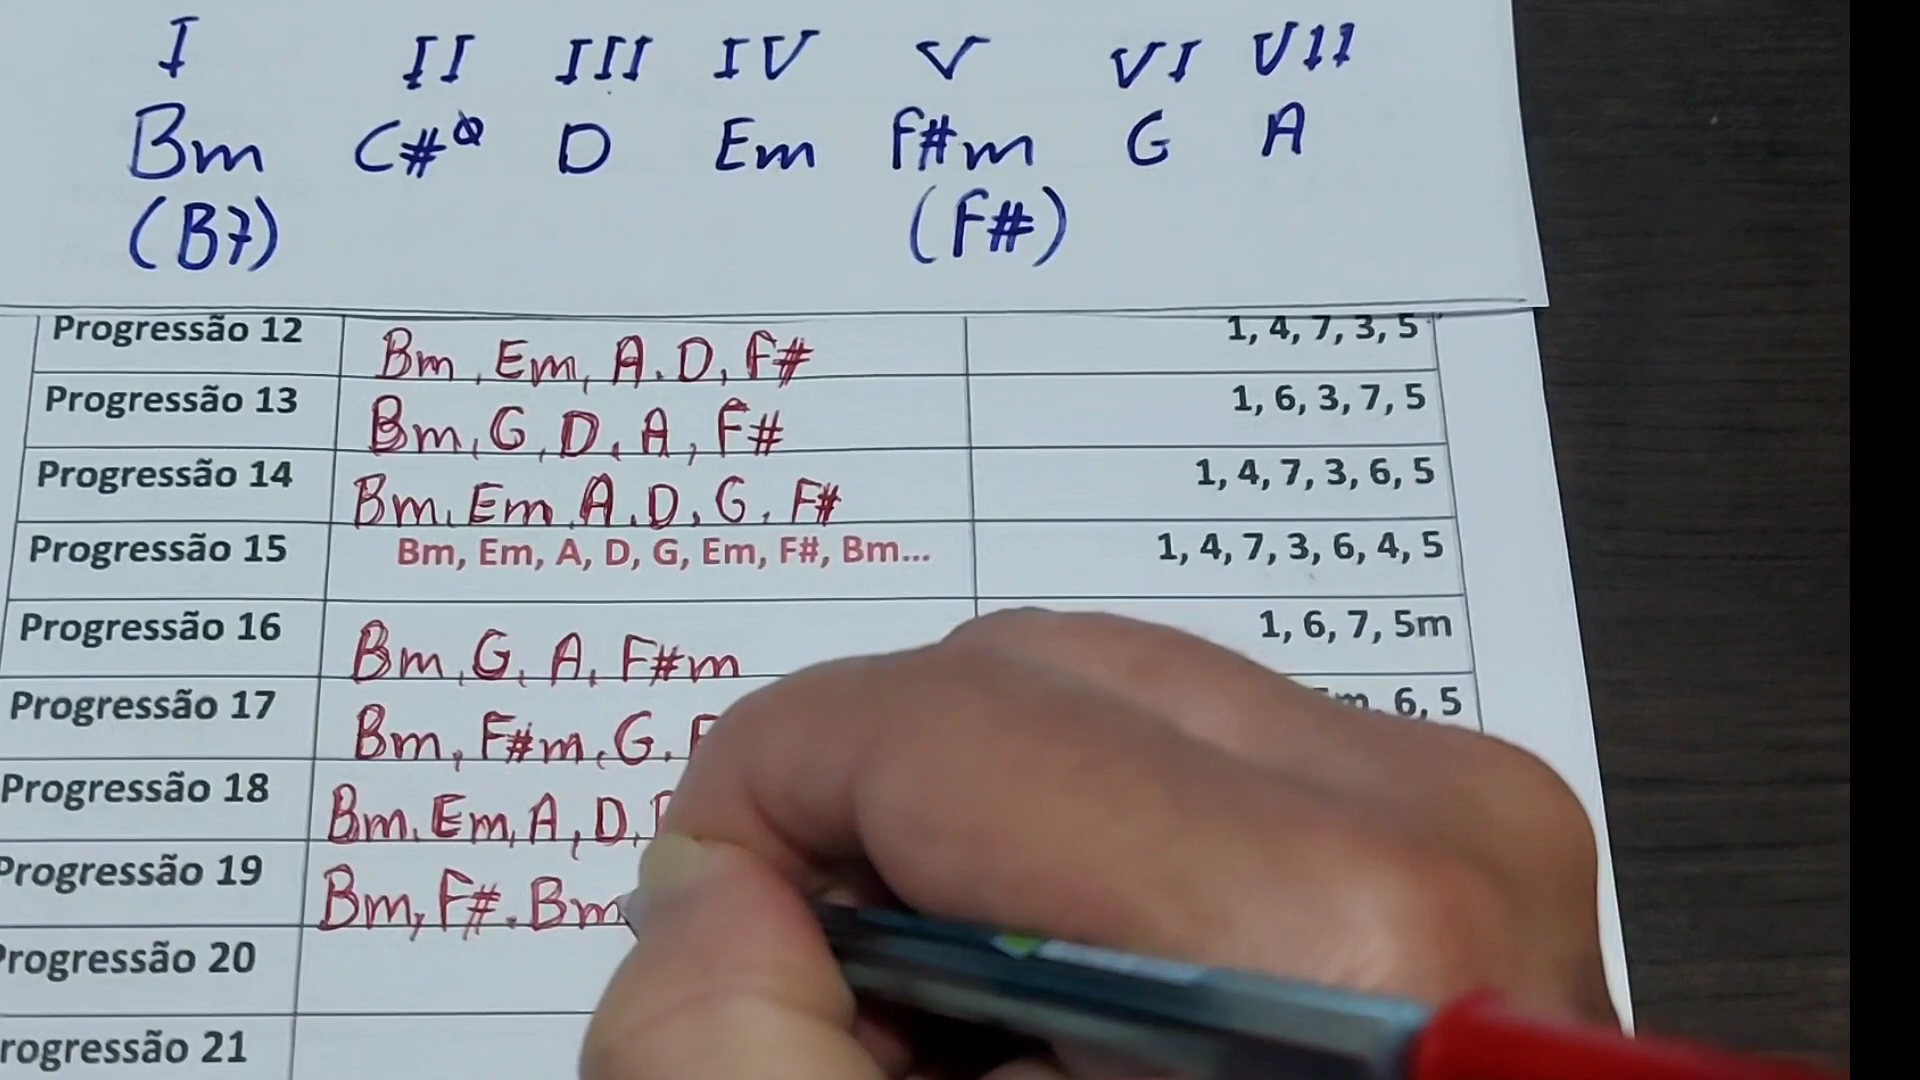 I II III IV V VI VII
Bm C#ø D Em F#m G A
(B7) (F#)
Progressão 12 Bm, Em, A, D, F# 1, 4, 7, 3, 5
Progressão 13 Bm, G, D, A, F# 1, 6, 3, 7, 5
Progressão 14 Bm, Em, A, D, G, F# 1, 4, 7, 3, 6, 5
Progressão 15 Bm, Em, A, D, G, Em, F#, Bm... 1, 4, 7, 3, 6, 4, 5
Progressão 16 Bm, G, A, F#m 1, 6, 7, 5m
Progressão 17 Bm, F#m, G, 6, 5
Progressão 18 Bm, Em, A, D,
Progressão 19 Bm, F#, Bm
Progressão 20
rogressão 21